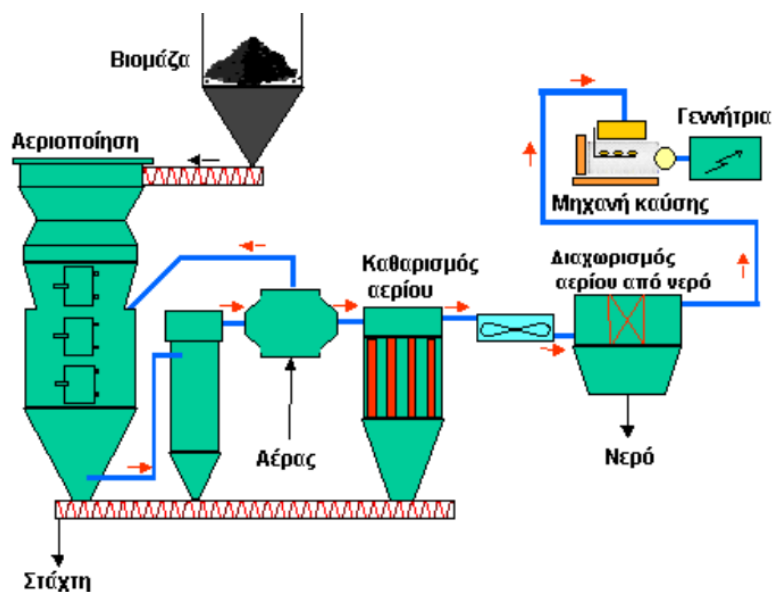 Βιομάζα
Αεριοποίηση
Γεννήτρια
Μηχανή καύσης
Καθαρισμός
αερίου
Διαχωρισμός
αερίου από νερό
Αέρας
Νερό
Στάχτη